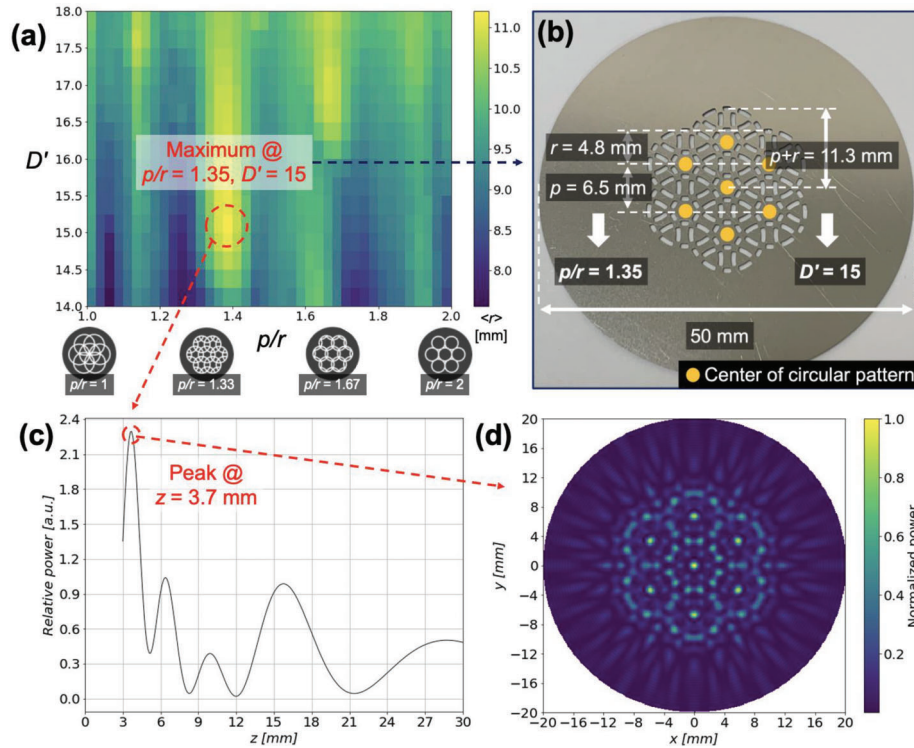 (a)
18.0
17.5
17.0
16.5
16.0
15.5
15.0
14.5
14.0
D'
Maximum @
p/r = 1.35, D' = 15
1.0 1.2 1.4 1.6 1.8 2.0
p/r
11.0
10.5
10.0
9.5
9.0
8.5
8.0
<r>
[mm]
p/r = 1
p/r = 1.33
p/r = 1.67
p/r = 2
(b)
r = 4.8 mm
p+r = 11.3 mm
p = 6.5 mm
p/r = 1.35
D' = 15
50 mm
Center of circular pattern
(c)
2.4
2.1
1.8
1.5
1.2
0.9
0.6
0.3
0.0
Relative power [a.u.]
Peak @
z = 3.7 mm
0 3 6 9 12 15 18 21 24 27 30
z [mm]
(d)
20
16
12
8
4
0
−4
−8
−12
−16
−20
y [mm]
−20 −16 −12 −8 −4 0 4 8 12 16 20
x [mm]
1.0
0.8
0.6
0.4
0.2
Normalized power